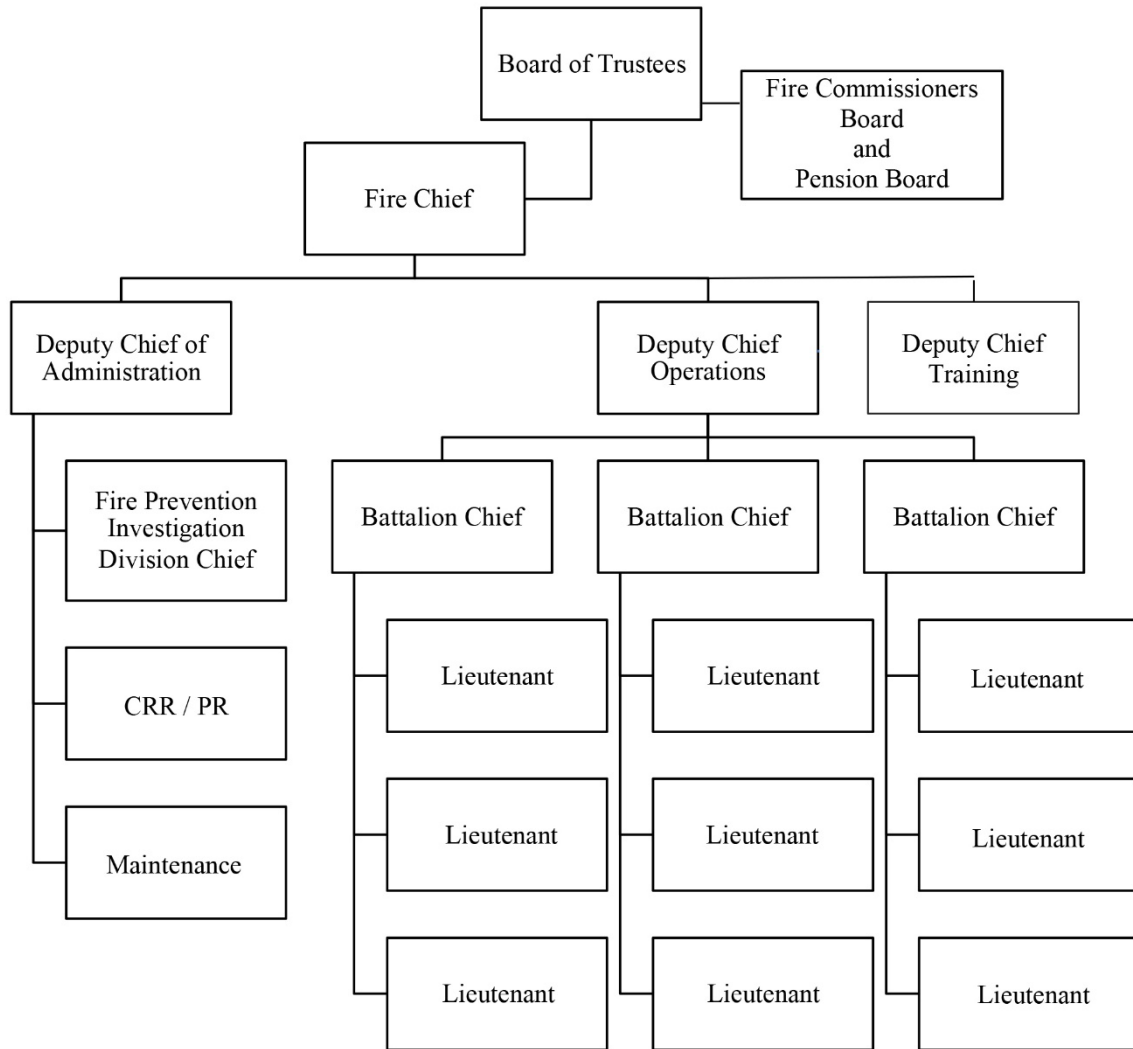 Board of Trustees
Fire Commissioners
Board
and
Pension Board
Fire Chief
Deputy Chief of
Administration
Deputy Chief
Operations
Deputy Chief
Training
Fire Prevention
Investigation
Division Chief
CRR / PR
Maintenance
Battalion Chief
Battalion Chief
Battalion Chief
Lieutenant
Lieutenant
Lieutenant
Lieutenant
Lieutenant
Lieutenant
Lieutenant
Lieutenant
Lieutenant